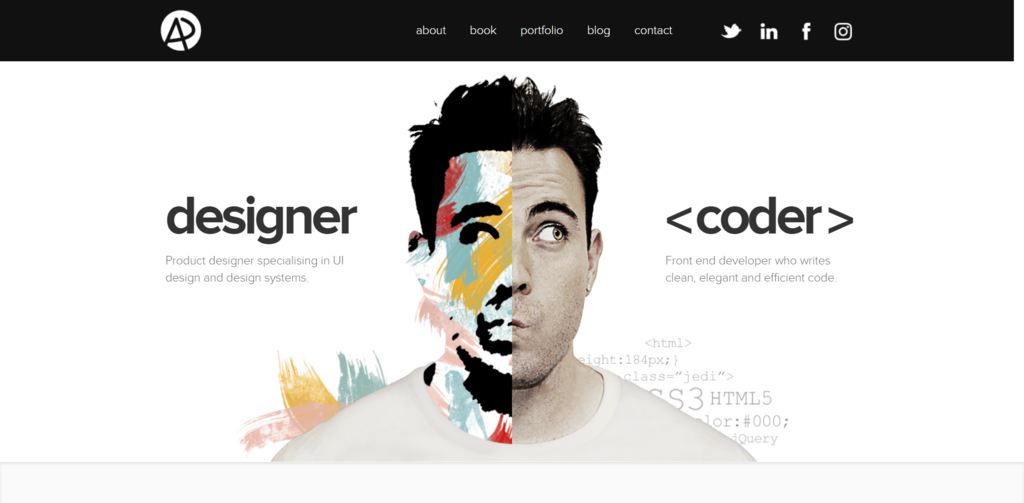 about book portfolio blog contact
designer
Product designer specialising in UI
design and design systems.
<coder>
Front end developer who writes
clean, elegant and efficient code.
<html>
eight:184px;}
class="jedi">
SS3 HTML5
lor:#000;
jQuery